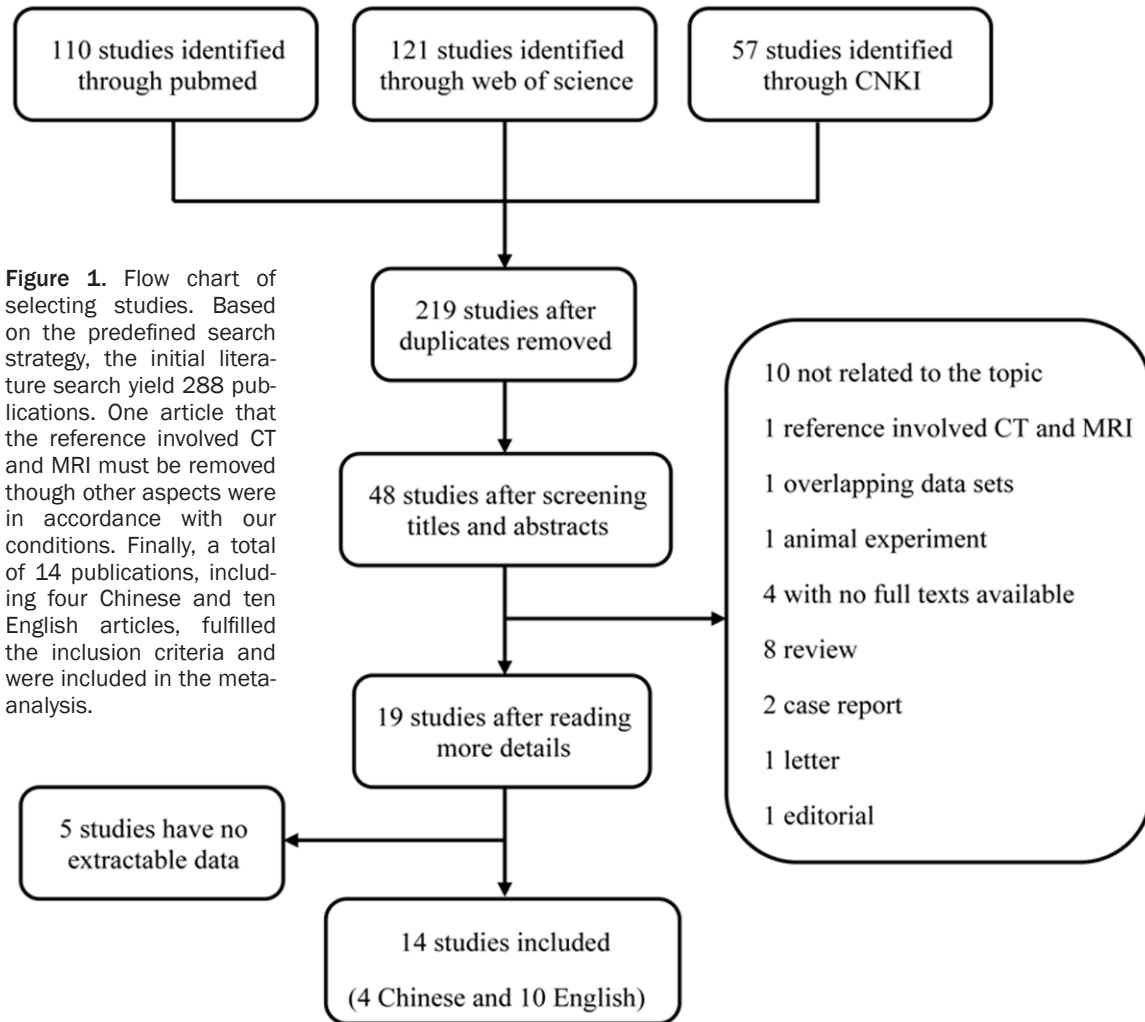 110 studies identified
through pubmed
121 studies identified
through web of science
57 studies identified
through CNKI
Figure 1. Flow chart of
selecting studies. Based
on the predefined search
strategy, the initial litera-
ture search yield 288 pub-
lications. One article that
the reference involved CT
and MRI must be removed
though other aspects were
in accordance with our
conditions. Finally, a total
of 14 publications, includ-
ing four Chinese and ten
English articles, fulfilled
the inclusion criteria and
were included in the meta-
analysis.
219 studies after
duplicates removed
48 studies after screening
titles and abstracts
10 not related to the topic
1 reference involved CT and MRI
1 overlapping data sets
1 animal experiment
4 with no full texts available
8 review
2 case report
1 letter
1 editorial
19 studies after reading
more details
5 studies have no
extractable data
14 studies included
(4 Chinese and 10 English)